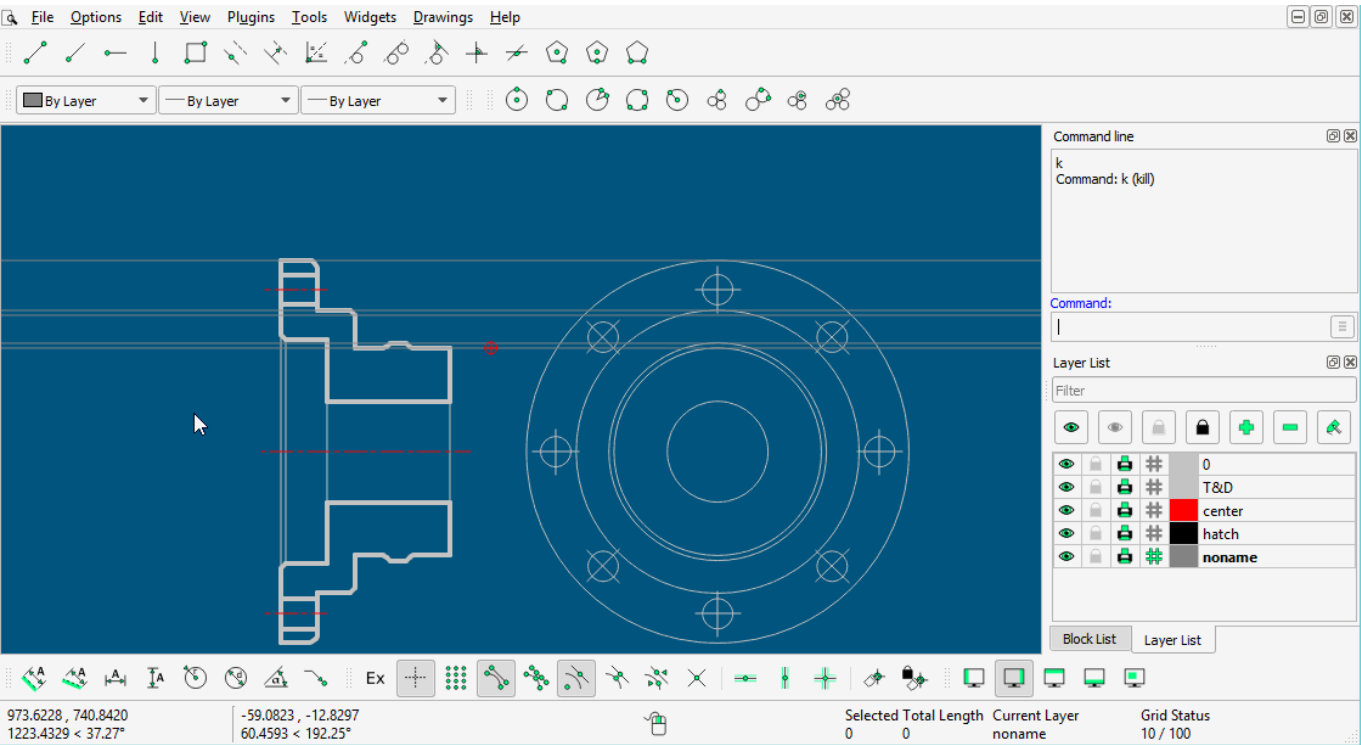 File Options Edit View Plugins Tools Widgets Drawings Help
By Layer By Layer By Layer
Command line
k
Command: k (kill)
Command:
Layer List
Filter
0
T&D
center
hatch
noname
Block List Layer List
Ex
973.6228 , 740.8420 -59.0823 , -12.8297 Selected Total Length Current Layer Grid Status
1223.4329 < 37.27° 60.4593 < 192.25° 0 0 noname 10 / 100